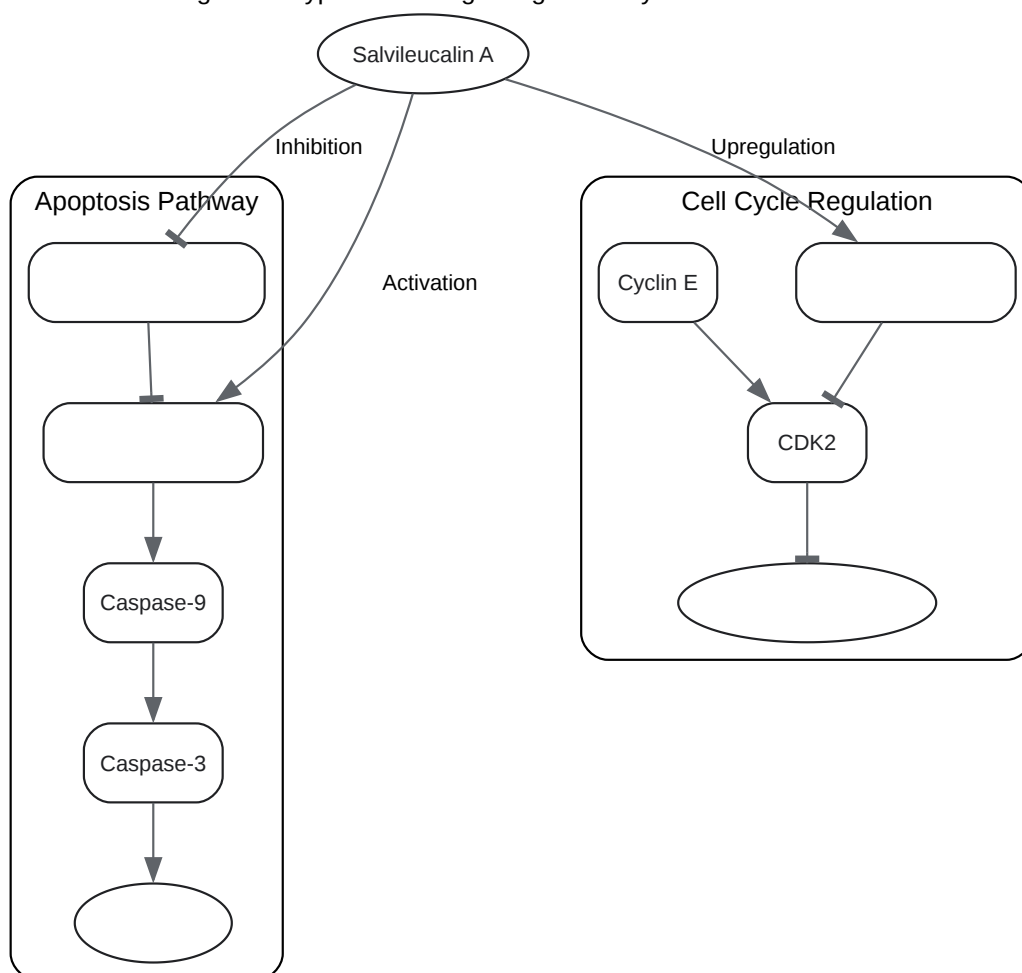 Salvileucalin A
Inhibition
Upregulation
Apoptosis Pathway
Cell Cycle Regulation
Activation
Cyclin E
CDK2
Caspase-9
Caspase-3